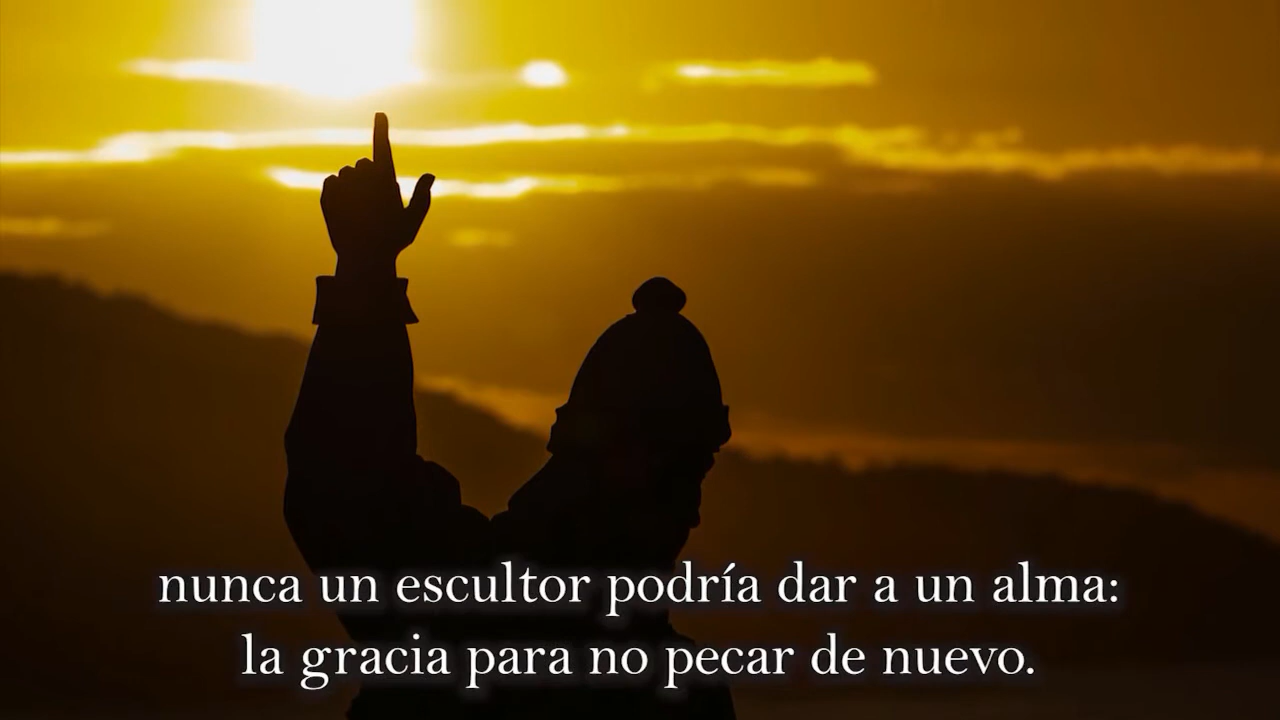 nunca un escultor podría dar a un alma:
la gracia para no pecar de nuevo.